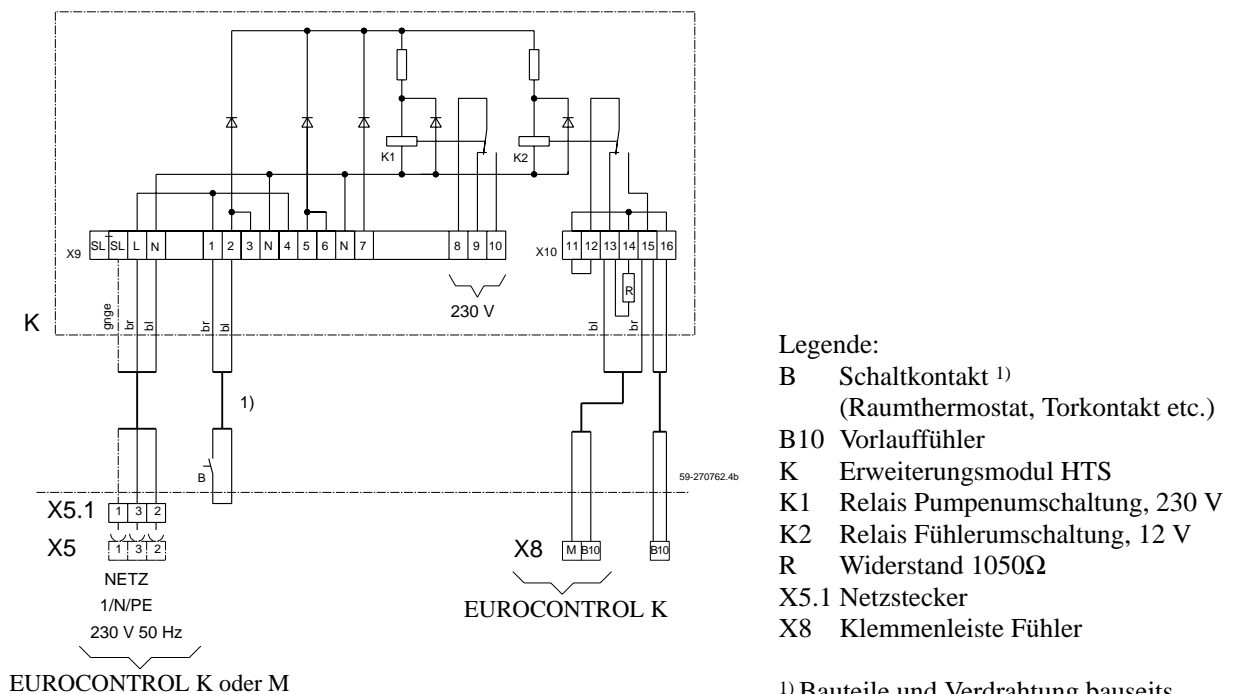 K1
K2
X9
SL SL L N 1 2 3 N 4 5 6 N 7 8 9 10
X10
11 12 13 14 15 16
R
230 V
K
gnge
br
bl
br
bl
bl
br
1)
B
59-270762.4b
X5.1
1 3 2
X5
1 3 2
X8
M B10
B10
NETZ
1/N/PE
230 V 50 Hz
EUROCONTROL K
EUROCONTROL K oder M
Legende:
B Schaltkontakt 1)
(Raumthermostat, Torkontakt etc.)
B10 Vorlauffühler
K Erweiterungsmodul HTS
K1 Relais Pumpenumschaltung, 230 V
K2 Relais Fühlerumschaltung, 12 V
R Widerstand 1050Ω
X5.1 Netzstecker
X8 Klemmenleiste Fühler
1) Bauteile und Verdrahtung bauseits